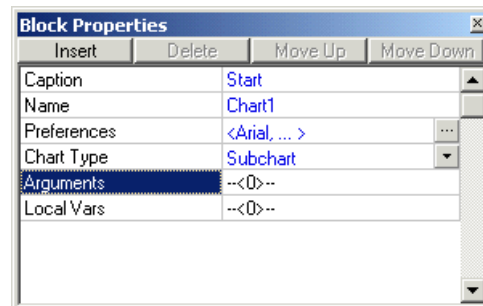 Block Properties
Insert Delete Move Up Move Down
Caption Start
Name Chart1
Preferences <Arial, ... >
Chart Type Subchart
Arguments --<0>--
Local Vars --<0>--